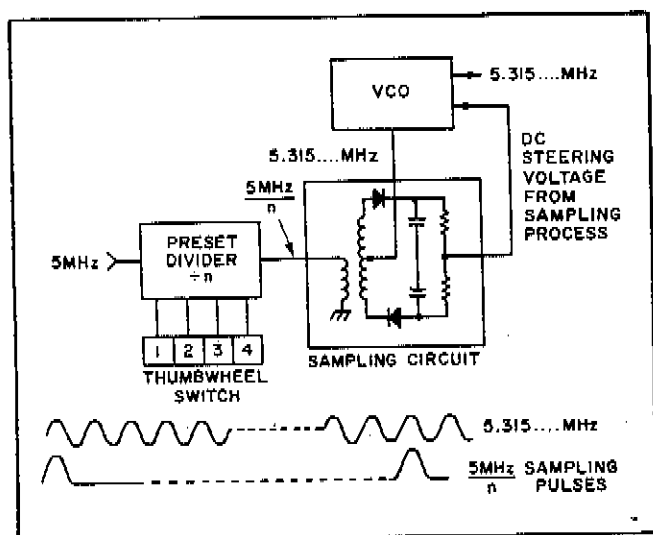 5.315....MHz
VCO
5.315....MHz
DC
STEERING
VOLTAGE
FROM
SAMPLING
PROCESS
5MHz
n
5MHz
PRESET
DIVIDER
÷n
1 2 3 4
THUMBWHEEL
SWITCH
SAMPLING CIRCUIT
5.315....MHz
5MHz
n
SAMPLING
PULSES